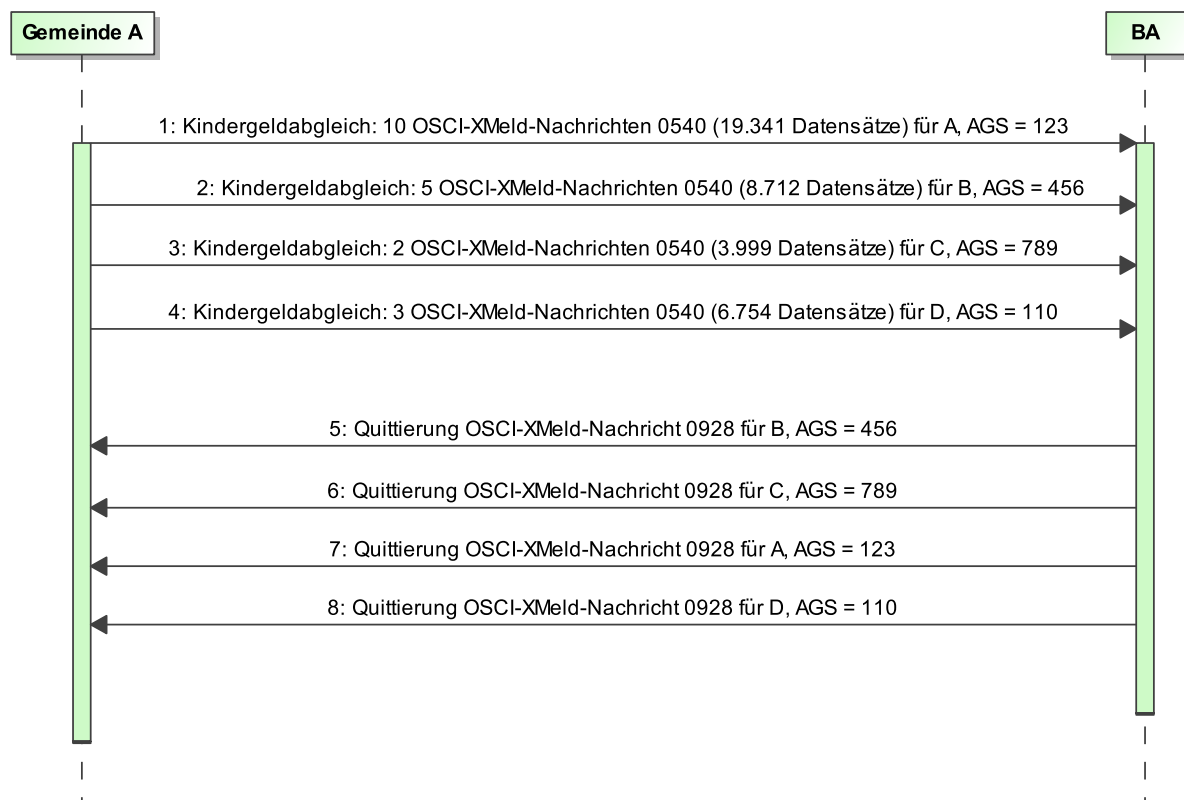 Gemeinde A
BA
1: Kindergeldabgleich: 10 OSCI-XMeld-Nachrichten 0540 (19.341 Datensätze) für A, AGS = 123
2: Kindergeldabgleich: 5 OSCI-XMeld-Nachrichten 0540 (8.712 Datensätze) für B, AGS = 456
3: Kindergeldabgleich: 2 OSCI-XMeld-Nachrichten 0540 (3.999 Datensätze) für C, AGS = 789
4: Kindergeldabgleich: 3 OSCI-XMeld-Nachrichten 0540 (6.754 Datensätze) für D, AGS = 110
5: Quittierung OSCI-XMeld-Nachricht 0928 für B, AGS = 456
6: Quittierung OSCI-XMeld-Nachricht 0928 für C, AGS = 789
7: Quittierung OSCI-XMeld-Nachricht 0928 für A, AGS = 123
8: Quittierung OSCI-XMeld-Nachricht 0928 für D, AGS = 110